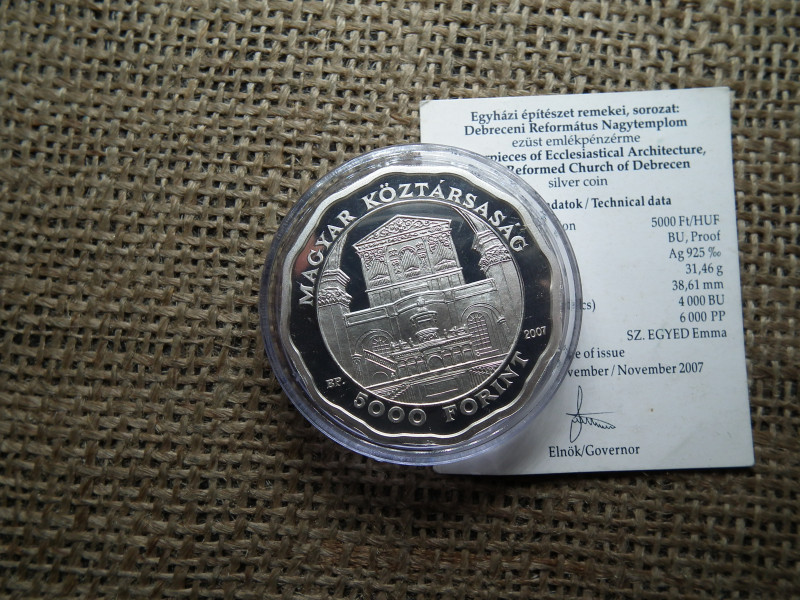 MAGYAR KÖZTÁRSASÁG
2007
BP.
5000 FORINT
Egyházi építészet remekei, sorozat:
Debreceni Református Nagytemplom
ezüst emlékpénzérme
pieces of Ecclesiastical Architecture,
Reformed Church of Debrecen
silver coin
adatok / Technical data
5000 Ft/HUF
BU, Proof
Ag 925 ‰
31,46 g
38,61 mm
4 000 BU
6 000 PP
SZ. EGYED Emma
of issue
vember / November 2007
Elnök/Governor